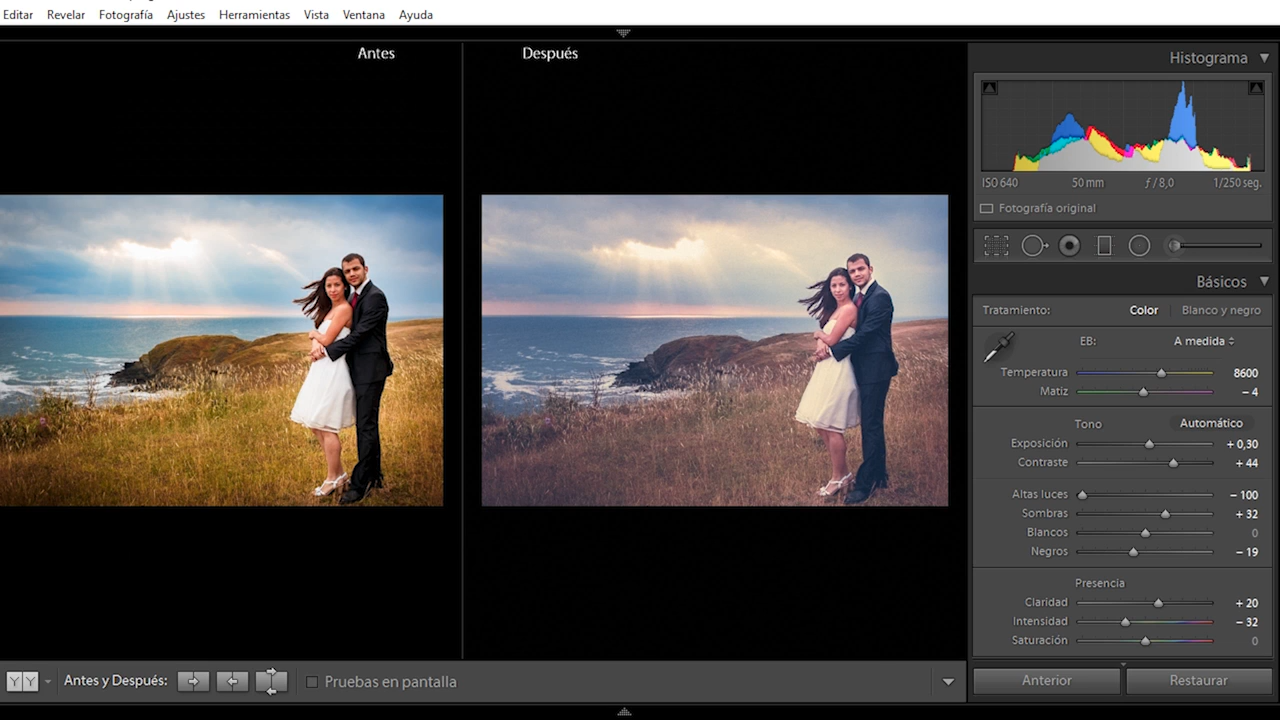 Editar Revelar Fotografía Ajustes Herramientas Vista Ventana Ayuda
Antes
Después
Histograma
ISO 640 50 mm ƒ / 8,0 1/250 seg.
Fotografía original
Básicos
Tratamiento: Color Blanco y negro
EB: A medida
Temperatura 8600
Matiz – 4
Tono Automático
Exposición + 0,30
Contraste + 44
Altas luces – 100
Sombras + 32
Blancos 0
Negros – 19
Presencia
Claridad + 20
Intensidad – 32
Saturación 0
YY Antes y Después: Pruebas en pantalla
Anterior Restaurar